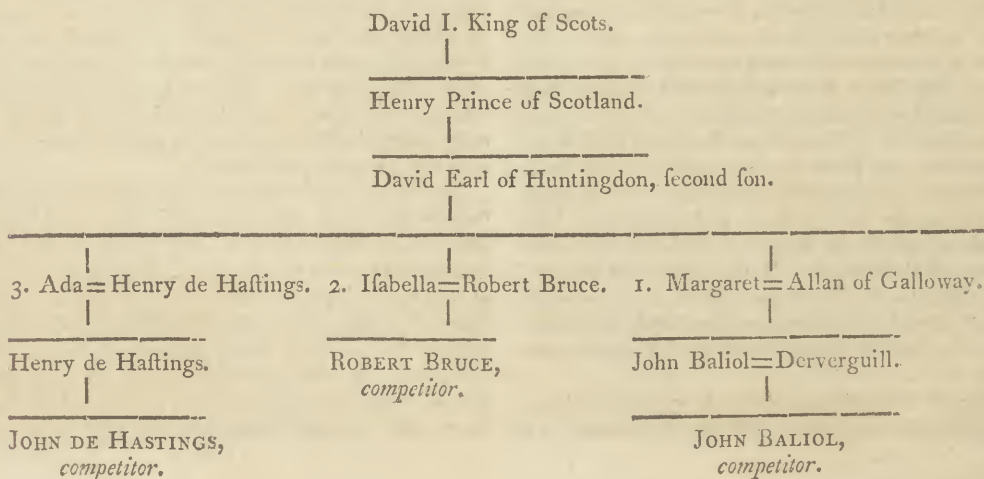 David I. King of Scots.
Henry Prince of Scotland.
David Earl of Huntingdon, ſecond ſon.
3. Ada=Henry de Haſtings. 2. Iſabella=Robert Bruce. 1. Margaret=Allan of Galloway.
Henry de Haſtings. ROBERT BRUCE, John Baliol=Derverguill.
competitor.
JOHN DE HASTINGS, JOHN BALIOL,
competitor. competitor.